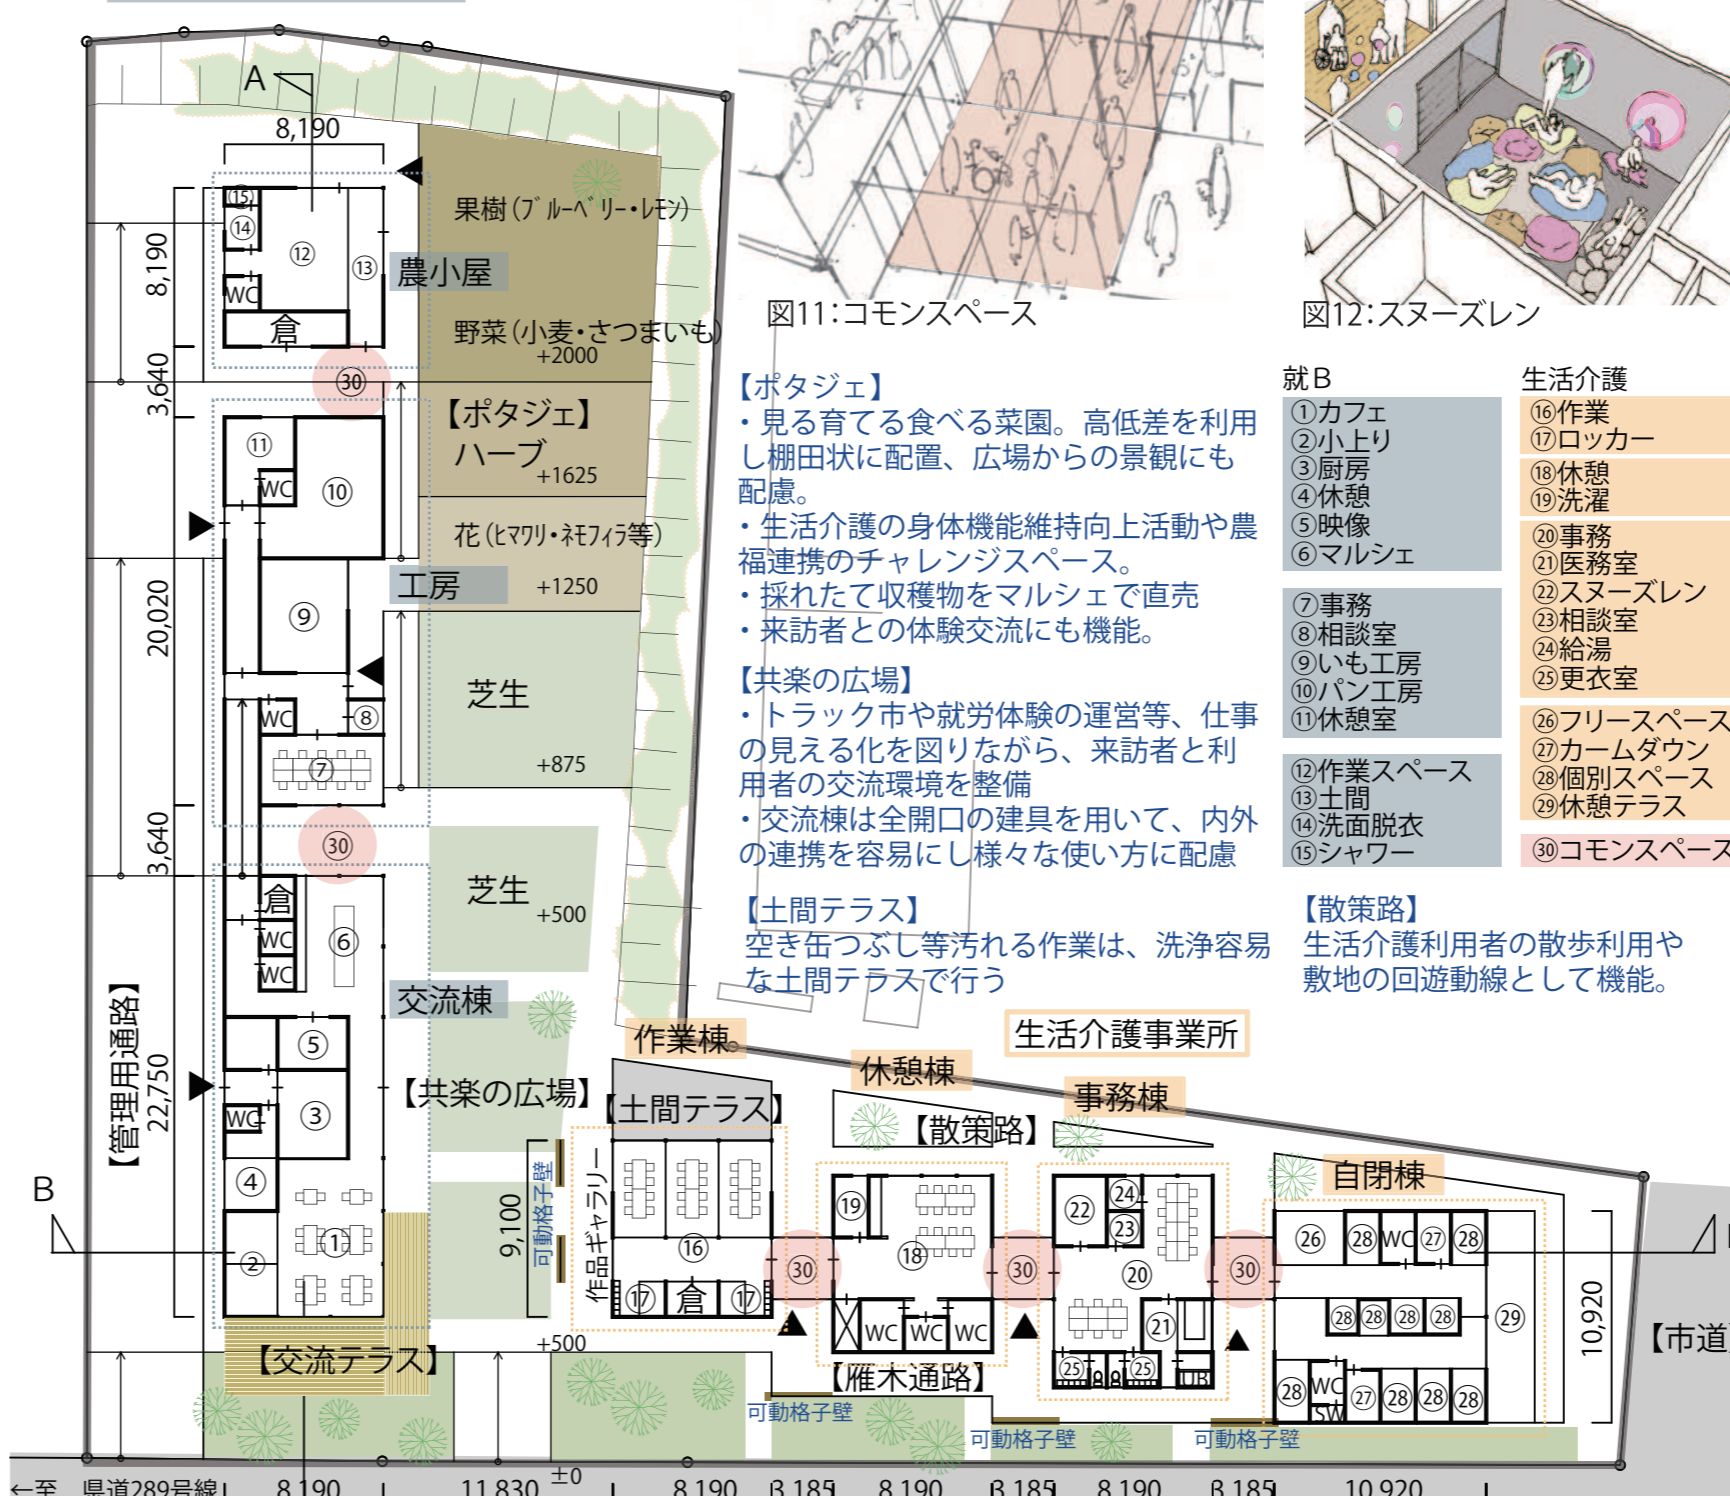 A
8,190
⑮
⑭
⑫
⑬
WC
倉
8,190
農小屋
果樹(ブルーベリー・レモン)
野菜(小麦・さつまいも)
+2000
3,640
㉚
【ポタジェ】
ハーブ
+1625
花(ヒマワリ・ネモフィラ等)
+1250
⑪
WC
⑩
工房
⑨
20,020
芝生
+875
WC
⑧
⑦
3,640
㉚
芝生
+500
倉
WC
WC
⑥
交流棟
【管理用通路】
22,750
⑤
③
WC
④
②
①
【共楽の広場】
B
【交流テラス】
図11:コモンスペース
図12:スヌーズレン
【ポタジェ】
・見る育てる食べる菜園。高低差を利用
し棚田状に配置、広場からの景観にも
配慮。
・生活介護の身体機能維持向上活動や農
福連携のチャレンジスペース。
・採れたて収穫物をマルシェで直売
・来訪者との体験交流にも機能。
【共楽の広場】
・トラック市や就労体験の運営等、仕事
の見える化を図りながら、来訪者と利
用者の交流環境を整備
・交流棟は全開口の建具を用いて、内外
の連携を容易にし様々な使い方に配慮
【土間テラス】
空き缶つぶし等汚れる作業は、洗浄容易
な土間テラスで行う
就B
①カフェ
②小上り
③厨房
④休憩
⑤映像
⑥マルシェ
⑦事務
⑧相談室
⑨いも工房
⑩パン工房
⑪休憩室
⑫作業スペース
⑬土間
⑭洗面脱衣
⑮シャワー
生活介護
⑯作業
⑰ロッカー
⑱休憩
⑲洗濯
⑳事務
㉑医務室
㉒スヌーズレン
㉓相談室
㉔給湯
㉕更衣室
㉖フリースペース
㉗カームダウン
㉘個別スペース
㉙休憩テラス
㉚コモンスペース
【散策路】
生活介護利用者の散歩利用や
敷地の回遊動線として機能。
生活介護事業所
作業棟
休憩棟
事務棟
自閉棟
【土間テラス】
【散策路】
9,100
可動格子壁
作品ギャラリー
⑯
⑰
倉
⑰
㉚
⑲
⑱
WC
WC
WC
㉚
㉒
㉔
㉓
⑳
㉑
㉕
㉕
UB
㉚
㉖
㉘
WC
㉗
㉘
㉘
㉘
㉘
㉘
㉙
㉘
WC
SW
㉗
㉘
㉘
㉘
10,920
【市道】
+500
【雁木通路】
可動格子壁
可動格子壁
可動格子壁
±0
←至 県道289号線
8,190
11,830
8,190
3,185
8,190
3,185
8,190
3,185
10,920